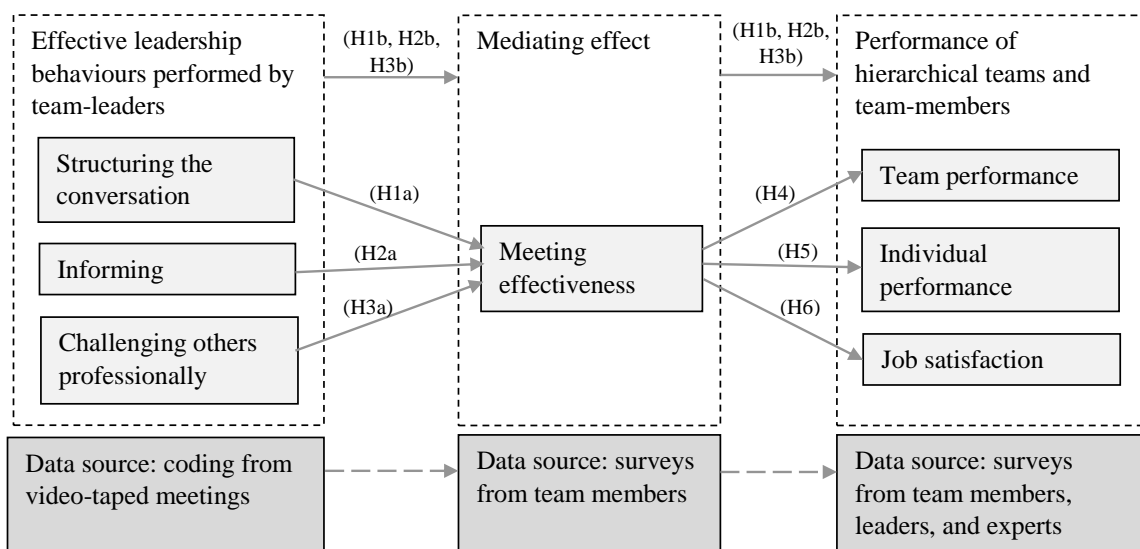 Effective leadership
behaviours performed by
team-leaders
(H1b, H2b,
H3b)
Mediating effect
(H1b, H2b,
H3b)
Performance of
hierarchical teams and
team-members
Structuring the
conversation
(H1a)
Informing
(H2a
Challenging others
professionally
(H3a)
Meeting
effectiveness
(H4)
Team performance
(H5)
Individual
performance
(H6)
Job satisfaction
Data source: coding from
video-taped meetings
Data source: surveys
from team members
Data source: surveys
from team members,
leaders, and experts